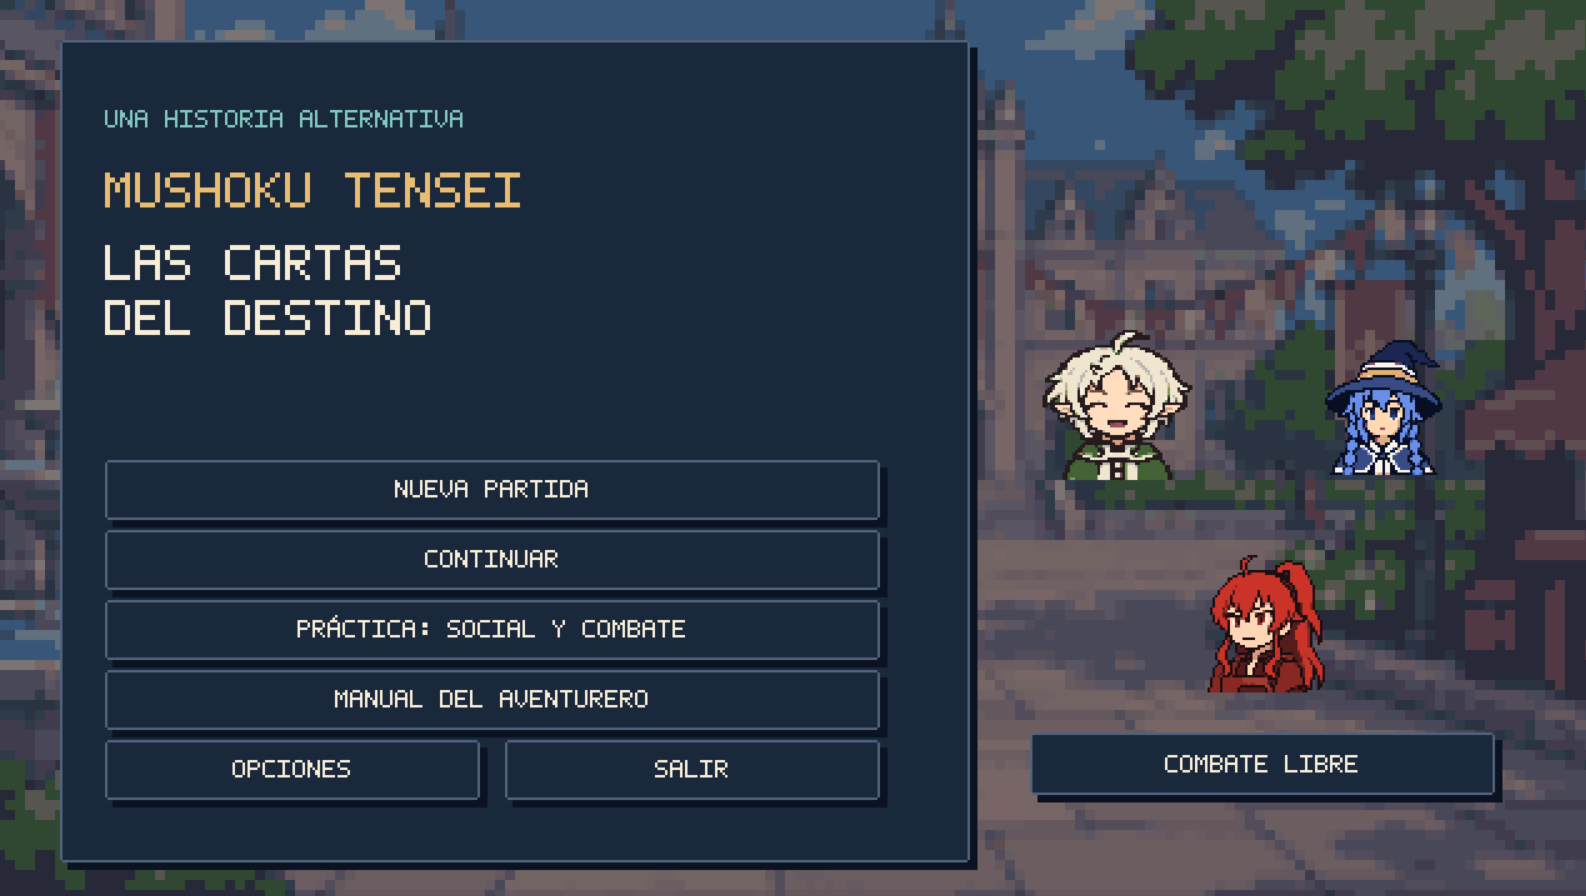 UNA HISTORIA ALTERNATIVA
MUSHOKU TENSEI
LAS CARTAS
DEL DESTINO
NUEVA PARTIDA
CONTINUAR
PRÁCTICA: SOCIAL Y COMBATE
MANUAL DEL AVENTURERO
OPCIONES
SALIR
COMBATE LIBRE